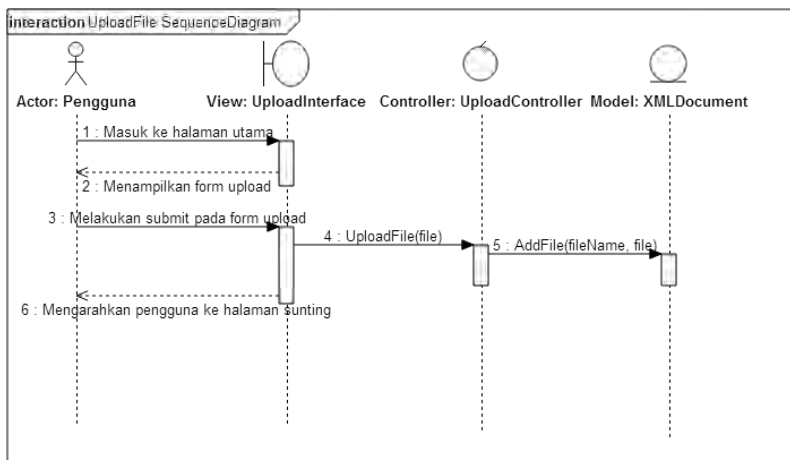 interaction UploadFile SequenceDiagram
Actor: Pengguna View: UploadInterface Controller: UploadController Model: XMLDocument
1 : Masuk ke halaman utama
2 : Menampilkan form upload
3 : Melakukan submit pada form upload
4 : UploadFile(file)
5 : AddFile(fileName, file)
6 : Mengarahkan pengguna ke halaman sunting